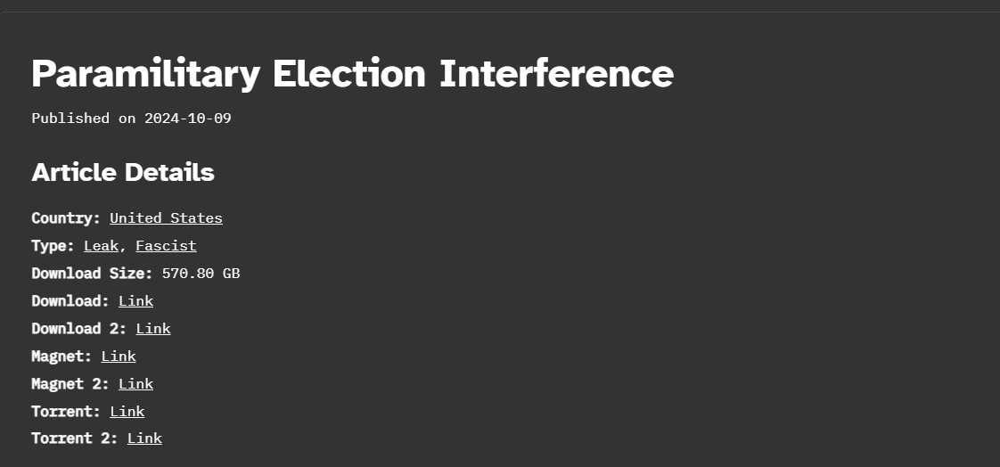 Paramilitary Election Interference
Published on 2024-10-09
Article Details
Country: United States
Type: Leak, Fascist
Download Size: 570.80 GB
Download: Link
Download 2: Link
Magnet: Link
Magnet 2: Link
Torrent: Link
Torrent 2: Link